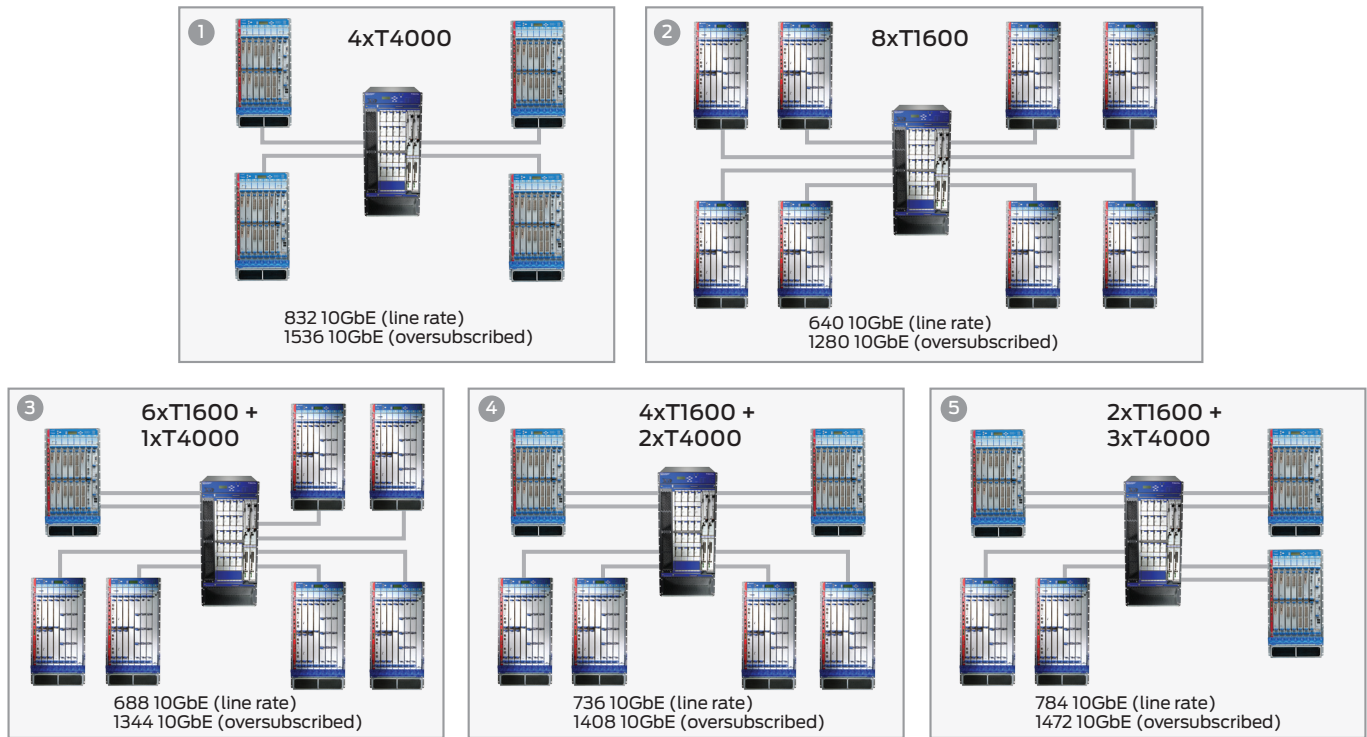 1
4xT4000
832 10GbE (line rate)
1536 10GbE (oversubscribed)
2
8xT1600
640 10GbE (line rate)
1280 10GbE (oversubscribed)
3
6xT1600 +
1xT4000
688 10GbE (line rate)
1344 10GbE (oversubscribed)
4
4xT1600 +
2xT4000
736 10GbE (line rate)
1408 10GbE (oversubscribed)
5
2xT1600 +
3xT4000
784 10GbE (line rate)
1472 10GbE (oversubscribed)